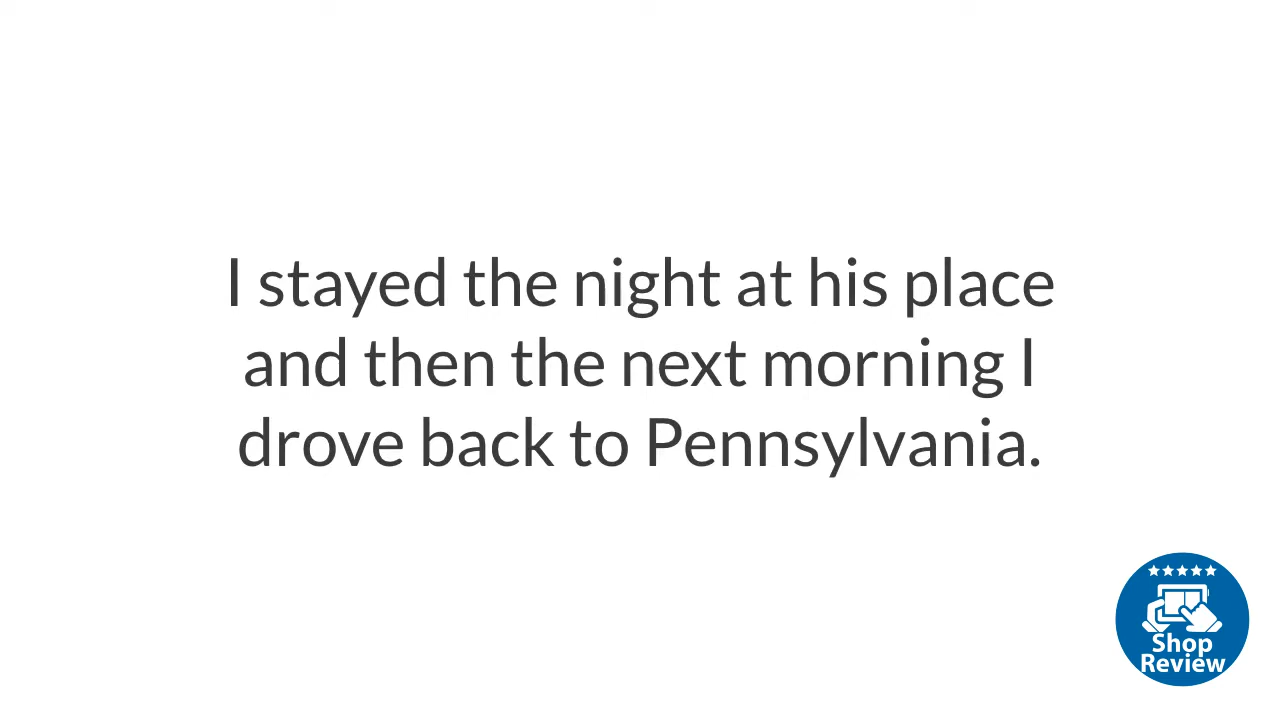 I stayed the night at his place
and then the next morning I
drove back to Pennsylvania.
Shop
Review